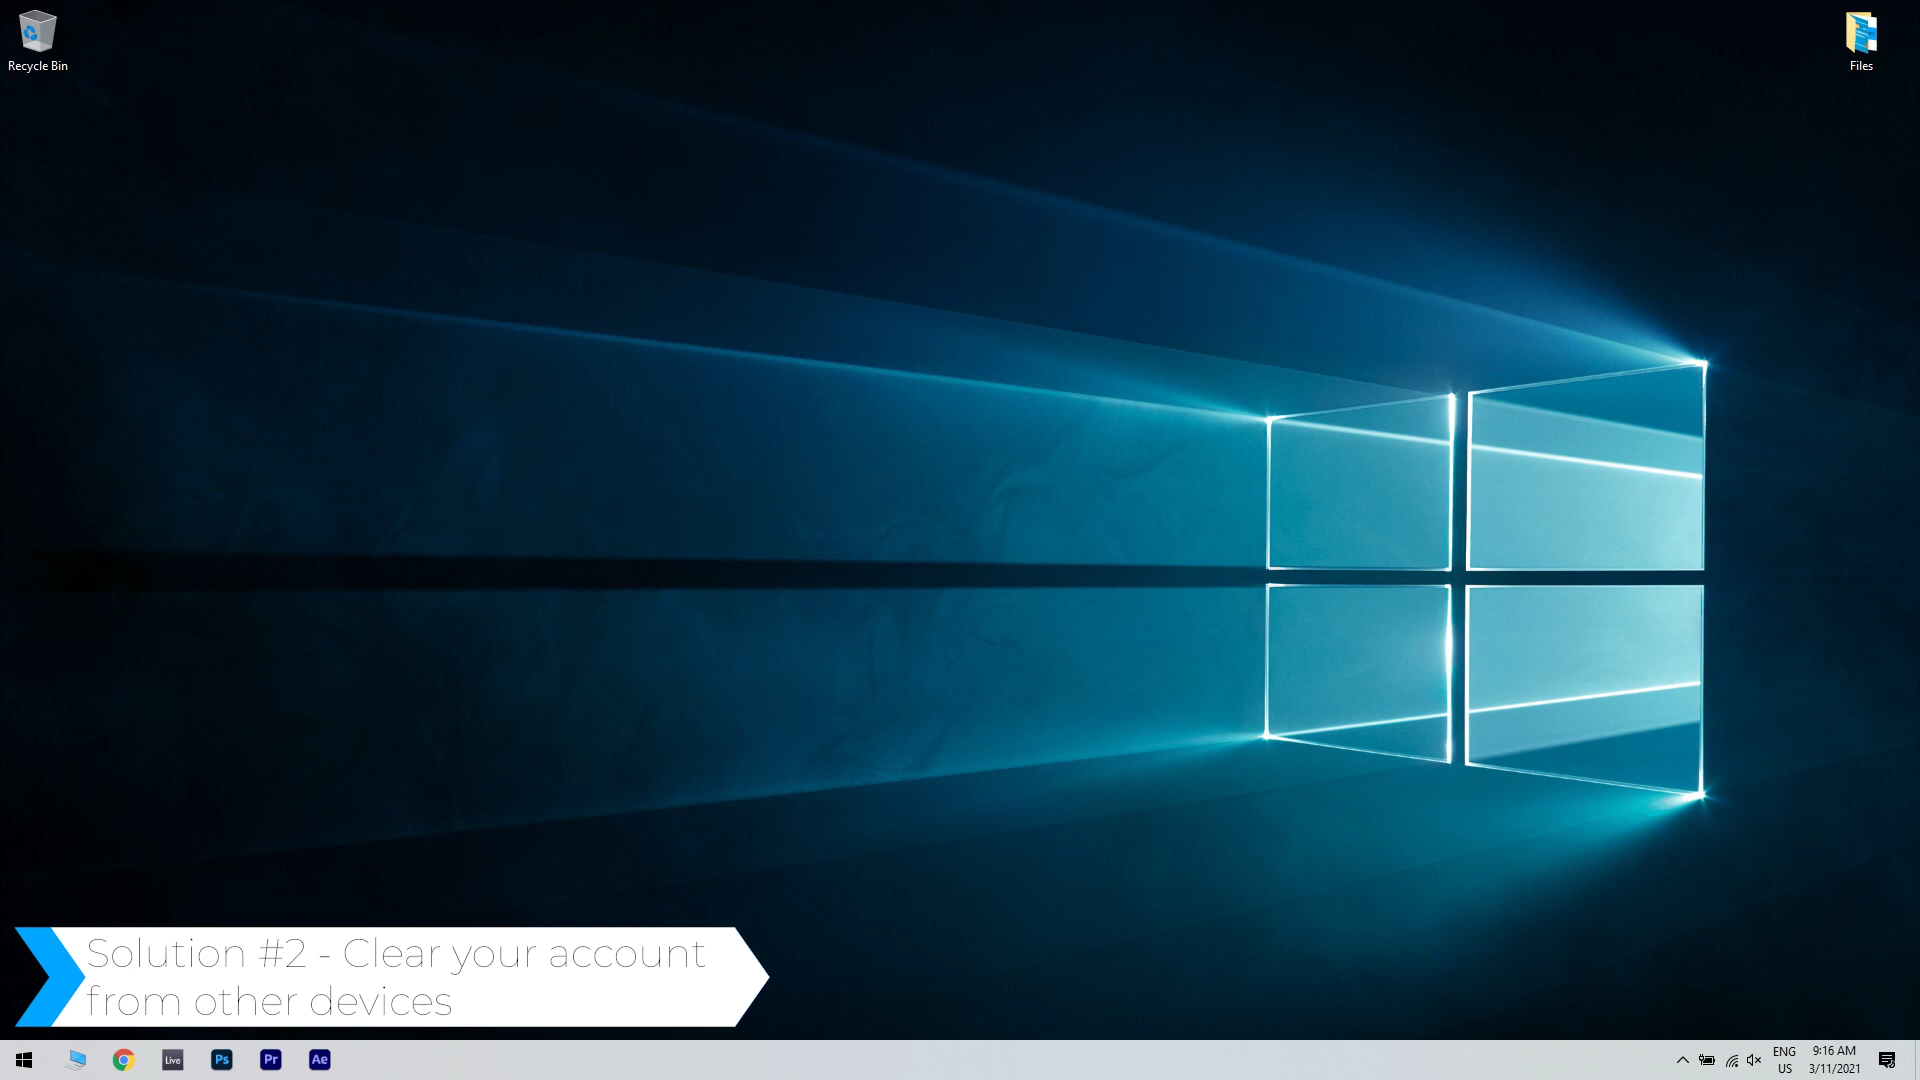 Recycle Bin
Files
Solution #2 - Clear your account
from other devices
Live
Ps
Pr
Ae
ENG
US
9:16 AM
3/11/2021